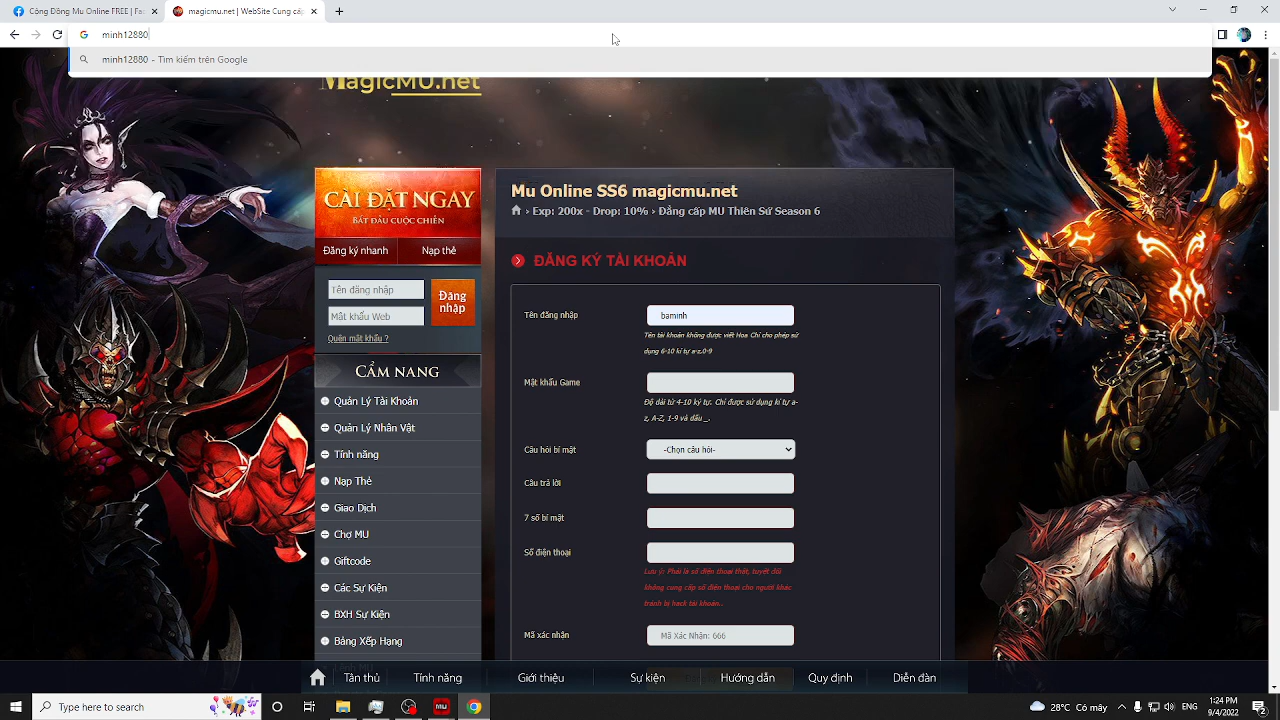 Cộng Đồng MU Online FREE | Fac
magicmu.net | WebSite Cung cấ
minh12880
minh12880 - Tìm kiếm trên Google
MagicMU.net
CÀI ĐẶT NGAY
BẮT ĐẦU CUỘC CHIẾN
Đăng ký nhanh
Nạp thẻ
Tên đăng nhập
Mật khẩu Web
Đăng nhập
Quên mật khẩu ?
CẨM NANG
Quản Lý Tài Khoản
Quản Lý Nhân Vật
Tính năng
Nạp Thẻ
Giao Dịch
Chợ MU
Giftcode
Các Sự Kiện
BXH Sự Kiện
Bảng Xếp Hạng
Lãnh MU
Mu Online SS6 magicmu.net
› Exp: 200x - Drop: 10% › Đẳng cấp MU Thiên Sứ Season 6
ĐĂNG KÝ TÀI KHOẢN
Tên đăng nhập
baminh
Tên tài khoản không được viết Hoa Chỉ cho phép sử
dụng 6-10 kí tự a-z,0-9
Mật khẩu Game
Độ dài từ 4-10 ký tự. Chỉ được sử dụng kí tự a-
z, A-Z, 1-9 và dấu _.
Câu hỏi bí mật
-Chọn câu hỏi-
Câu trả lời
7 số bí mật
Số điện thoại
Lưu ý: Phải là số điện thoại thật, tuyệt đối
không cung cấp số điện thoại cho người khác
tránh bị hack tài khoản..
Mã xác nhận
Mã Xác Nhận: 666
Tân thủ
Tính năng
Giới thiệu
Sự kiện
Hướng dẫn
Quy định
Diễn đàn
Type here to search
MU
28°C Có mây
1:24 PM